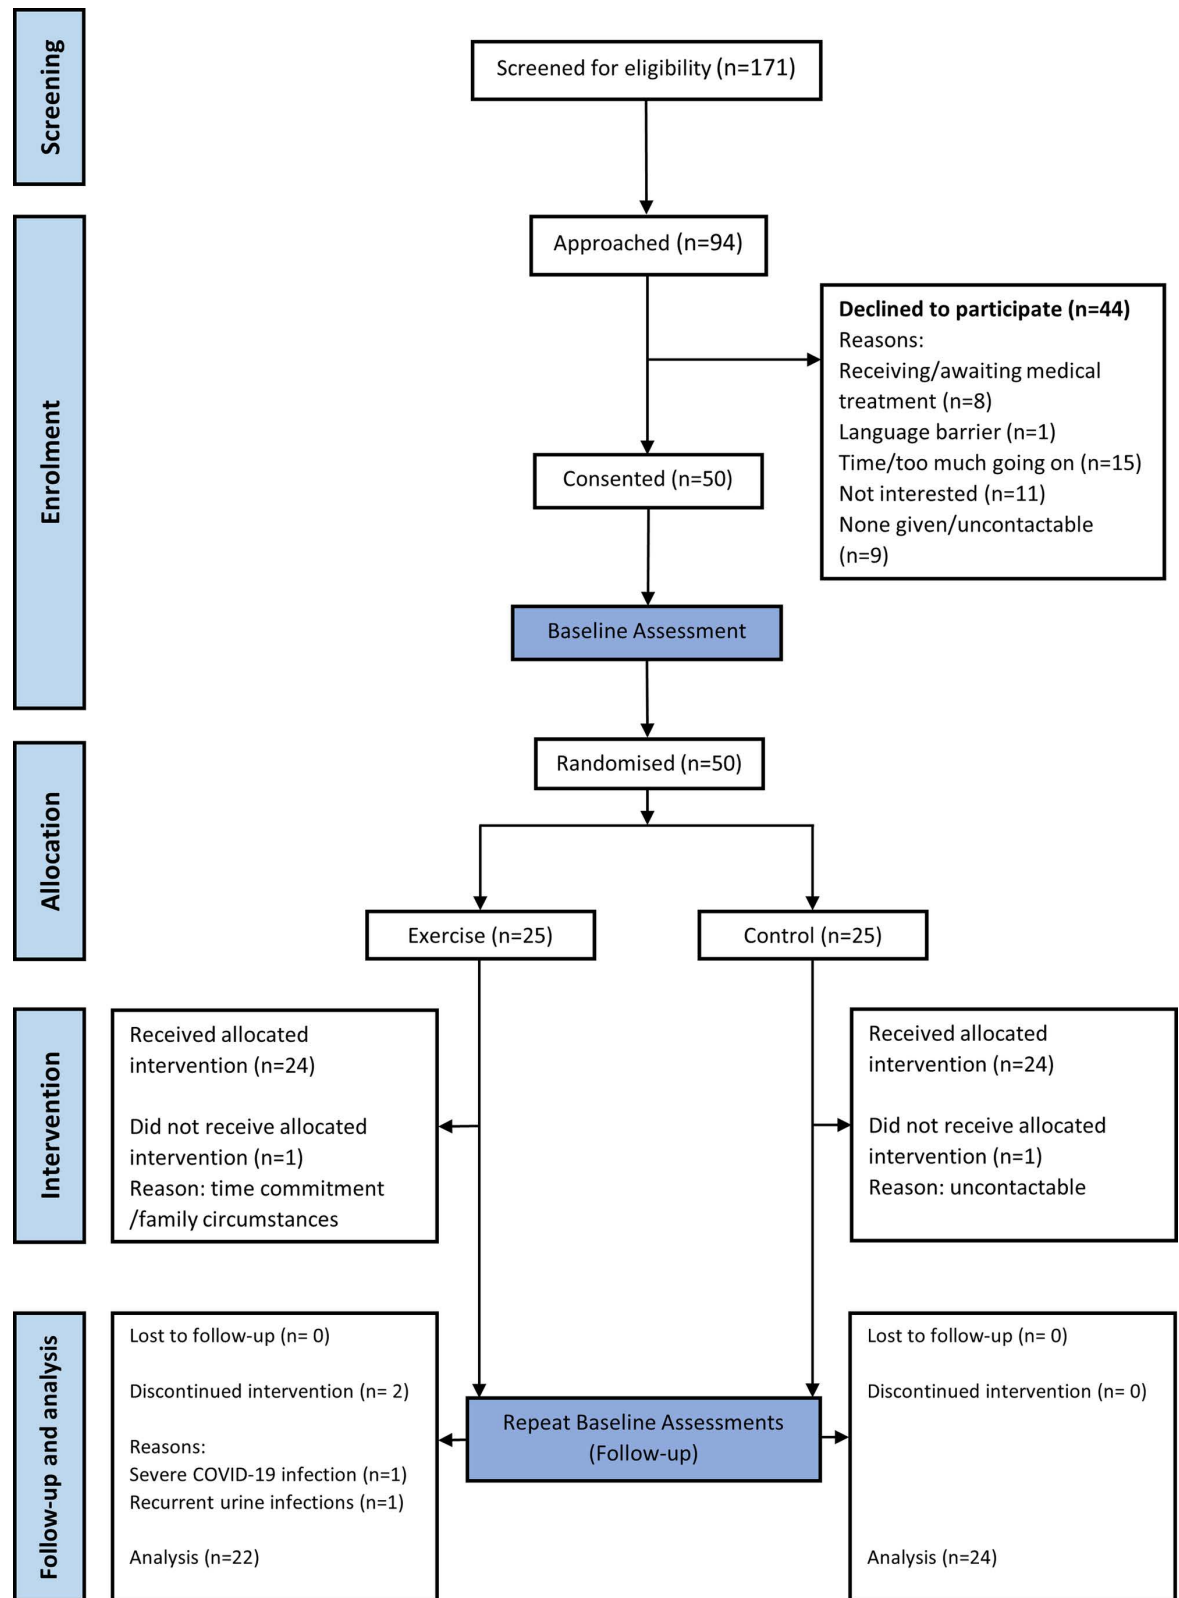 Screening
Screened for eligibility (n=171)
Enrolment
Approached (n=94)
Declined to participate (n=44)
Reasons:
Receiving/awaiting medical
treatment (n=8)
Language barrier (n=1)
Time/too much going on (n=15)
Not interested (n=11)
None given/uncontactable
(n=9)
Consented (n=50)
Baseline Assessment
Allocation
Randomised (n=50)
Exercise (n=25)
Control (n=25)
Intervention
Received allocated
intervention (n=24)
Did not receive allocated
intervention (n=1)
Reason: time commitment
/family circumstances
Received allocated
intervention (n=24)
Did not receive allocated
intervention (n=1)
Reason: uncontactable
Follow-up and analysis
Lost to follow-up (n= 0)
Discontinued intervention (n= 2)
Reasons:
Severe COVID-19 infection (n=1)
Recurrent urine infections (n=1)
Analysis (n=22)
Repeat Baseline Assessments
(Follow-up)
Lost to follow-up (n= 0)
Discontinued intervention (n= 0)
Analysis (n=24)